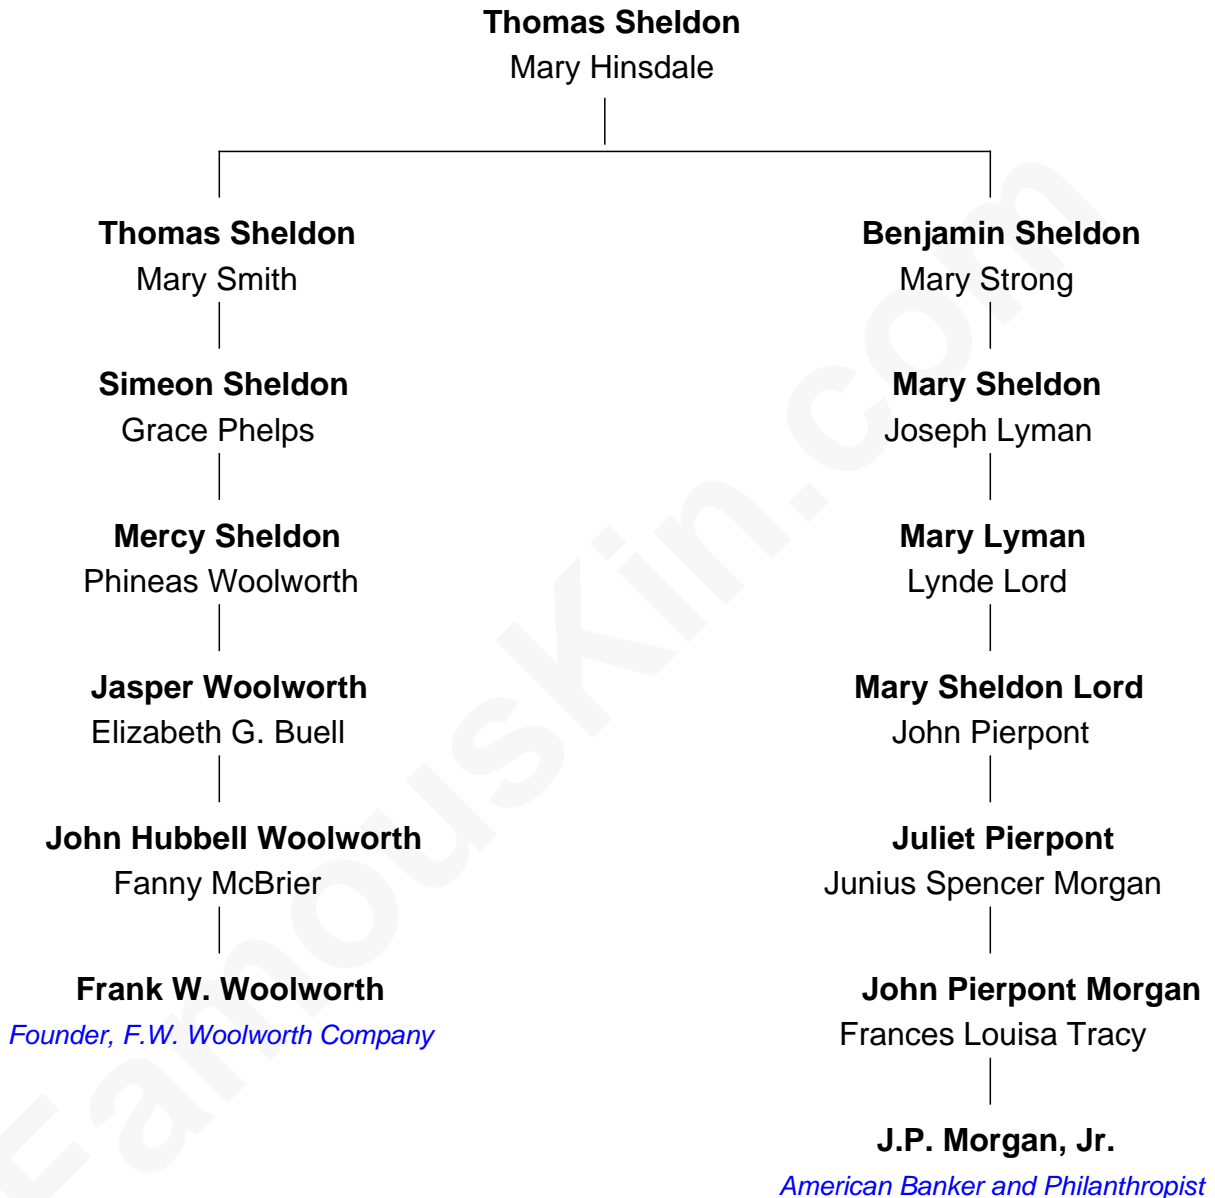 Thomas Sheldon
Mary Hinsdale
Thomas Sheldon
Mary Smith
Benjamin Sheldon
Mary Strong
Simeon Sheldon
Grace Phelps
Mary Sheldon
Joseph Lyman
Mercy Sheldon
Phineas Woolworth
Mary Lyman
Lynde Lord
Jasper Woolworth
Elizabeth G. Buell
Mary Sheldon Lord
John Pierpont
John Hubbell Woolworth
Fanny McBrier
Juliet Pierpont
Junius Spencer Morgan
Frank W. Woolworth
Founder, F.W. Woolworth Company
John Pierpont Morgan
Frances Louisa Tracy
J.P. Morgan, Jr.
American Banker and Philanthropist
FamousKin.com